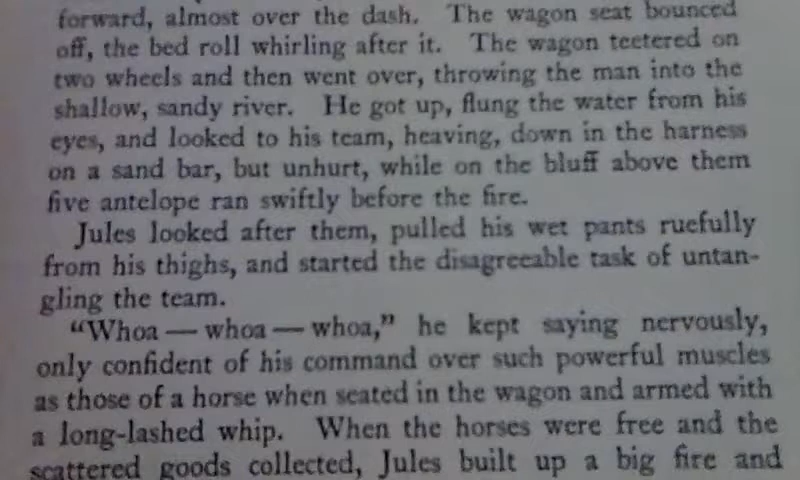 forward, almost over the dash. The wagon seat bounced
off, the bed roll whirling after it. The wagon teetered on
two wheels and then went over, throwing the man into the
shallow, sandy river. He got up, flung the water from his
eyes, and looked to his team, heaving, down in the harness
on a sand bar, but unhurt, while on the bluff above them
five antelope ran swiftly before the fire.
Jules looked after them, pulled his wet pants ruefully
from his thighs, and started the disagreeable task of untan-
gling the team.
“Whoa — whoa — whoa,” he kept saying nervously,
only confident of his command over such powerful muscles
as those of a horse when seated in the wagon and armed with
a long-lashed whip. When the horses were free and the
scattered goods collected, Jules built up a big fire and